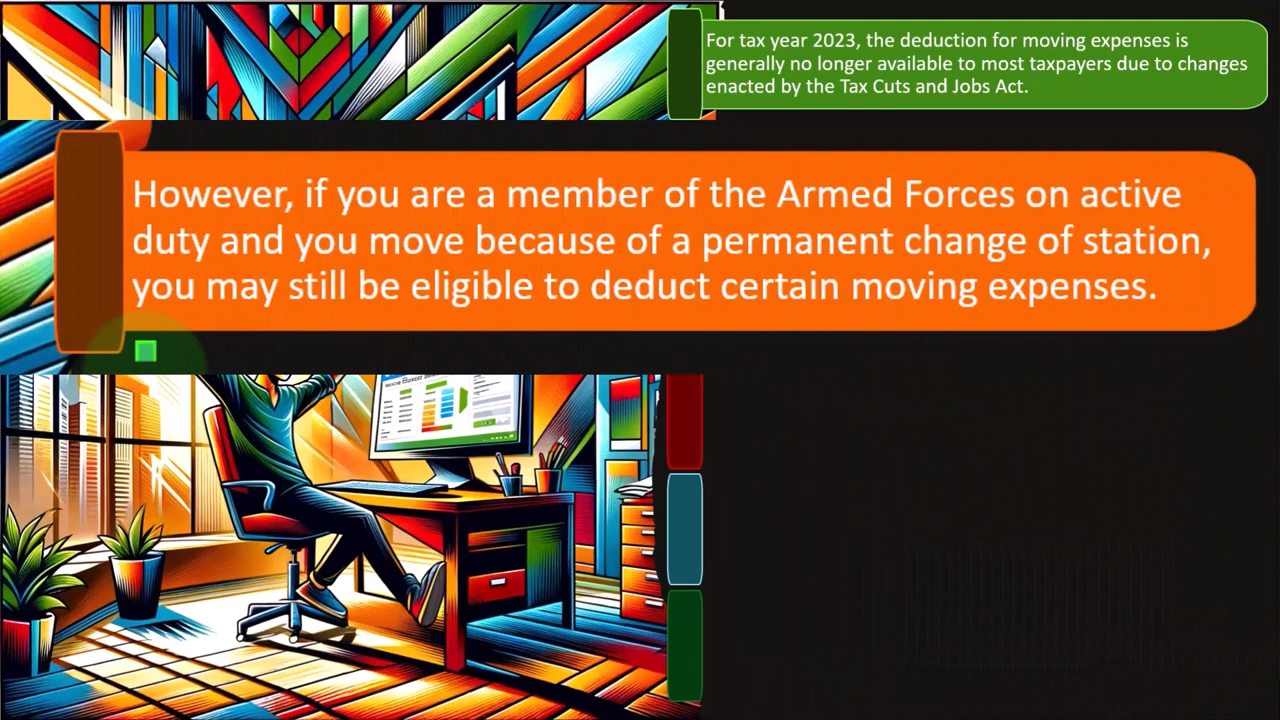 For tax year 2023, the deduction for moving expenses is
generally no longer available to most taxpayers due to changes
enacted by the Tax Cuts and Jobs Act.
However, if you are a member of the Armed Forces on active
duty and you move because of a permanent change of station,
you may still be eligible to deduct certain moving expenses.